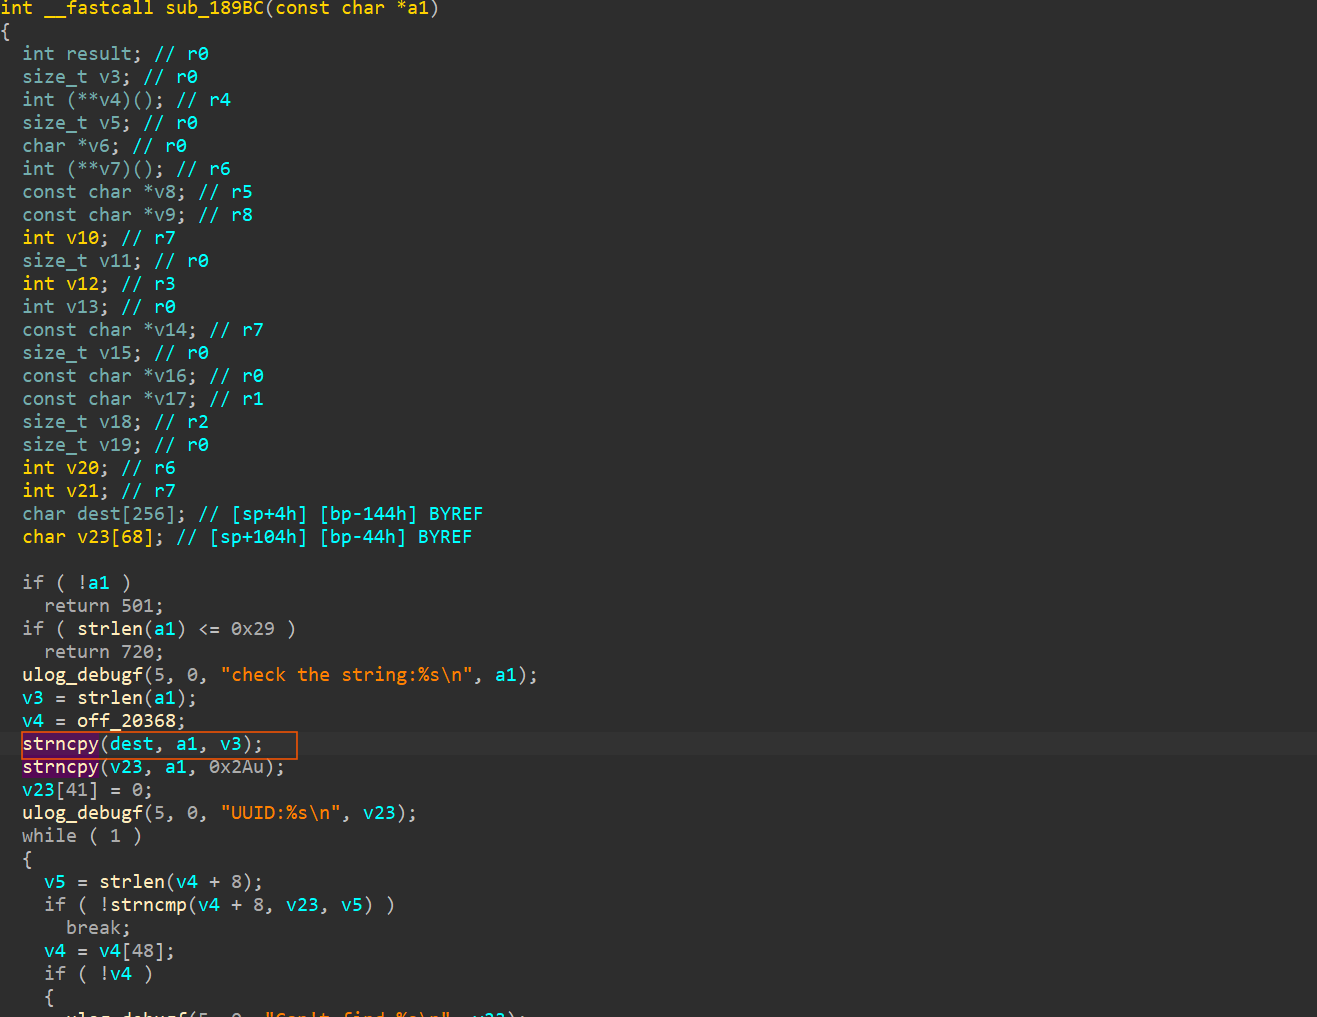 int __fastcall sub_189BC(const char *a1)
{
  int result; // r0
  size_t v3; // r0
  int (**v4)(); // r4
  size_t v5; // r0
  char *v6; // r0
  int (**v7)(); // r6
  const char *v8; // r5
  const char *v9; // r8
  int v10; // r7
  size_t v11; // r0
  int v12; // r3
  int v13; // r0
  const char *v14; // r7
  size_t v15; // r0
  const char *v16; // r0
  const char *v17; // r1
  size_t v18; // r2
  size_t v19; // r0
  int v20; // r6
  int v21; // r7
  char dest[256]; // [sp+4h] [bp-144h] BYREF
  char v23[68]; // [sp+104h] [bp-44h] BYREF
  if ( !a1 )
    return 501;
  if ( strlen(a1) <= 0x29 )
    return 720;
  ulog_debugf(5, 0, "check the string:%s\n", a1);
  v3 = strlen(a1);
  v4 = off_20368;
  strncpy(dest, a1, v3);
  strncpy(v23, a1, 0x2Au);
  v23[41] = 0;
  ulog_debugf(5, 0, "UUID:%s\n", v23);
  while ( 1 )
  {
    v5 = strlen(v4 + 8);
    if ( !strncmp(v4 + 8, v23, v5) )
      break;
    v4 = v4[48];
    if ( !v4 )
    {
      ulog_debugf(5, 0, "Can't find %s\n", v23);